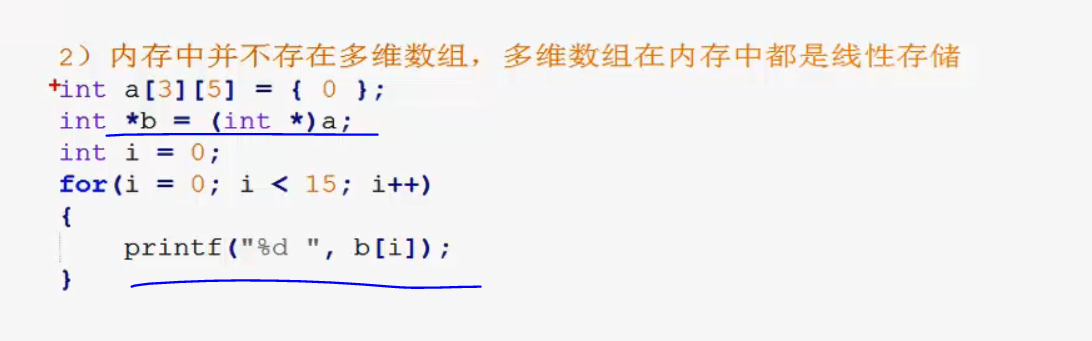 2）内存中并不存在多维数组，多维数组在内存中都是线性存储
+int a[3][5] = { 0 };
int *b = (int *)a;
int i = 0;
for(i = 0; i < 15; i++)
{
    printf("%d ", b[i]);
}